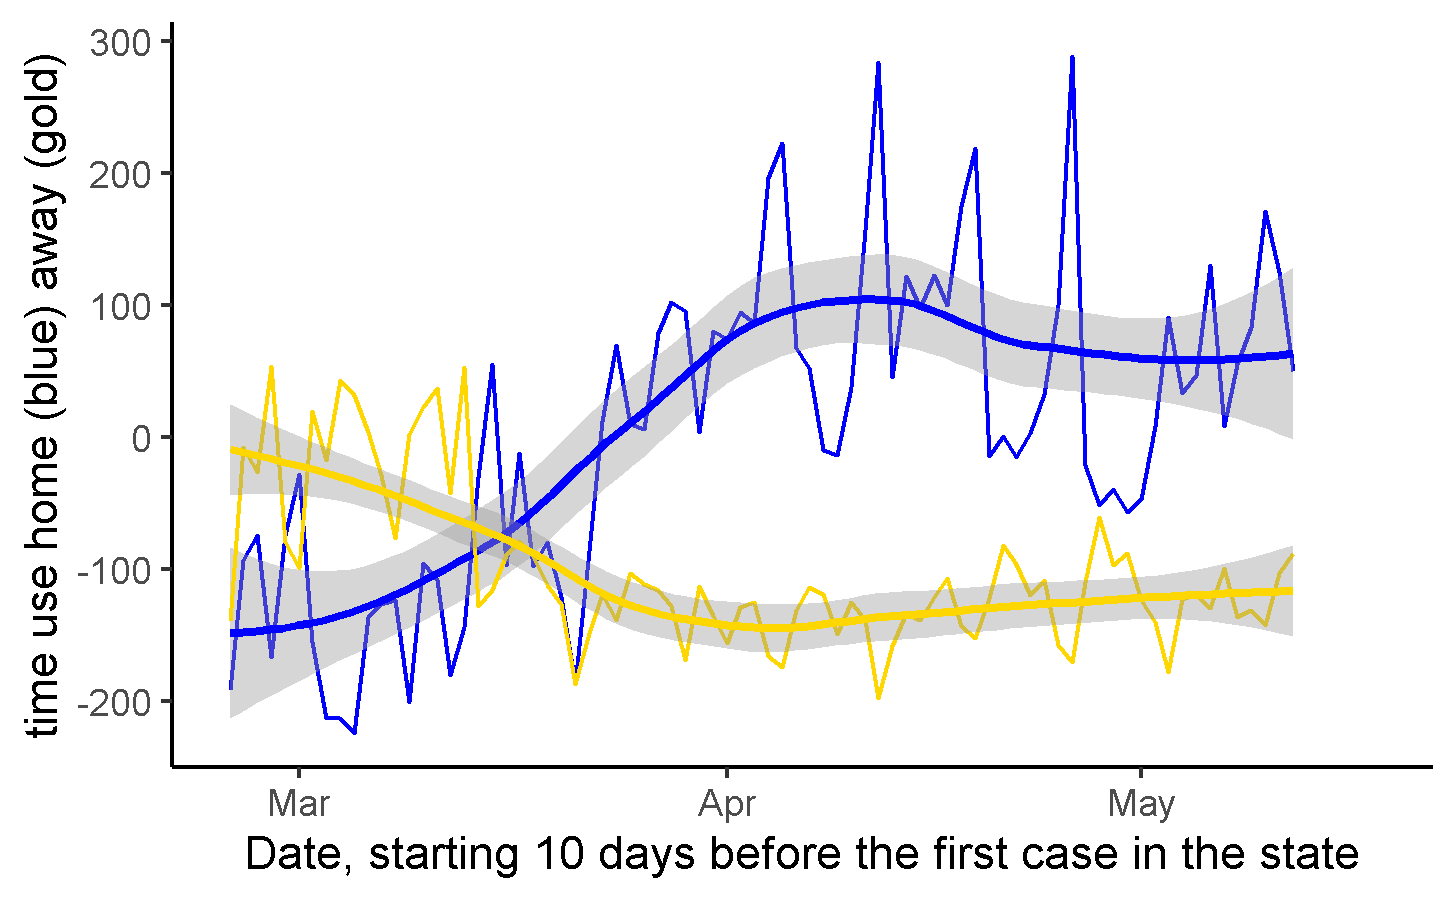 time use home (blue) away (gold)
300
200
100
0
-100
-200
Mar
Apr
May
Date, starting 10 days before the first case in the state